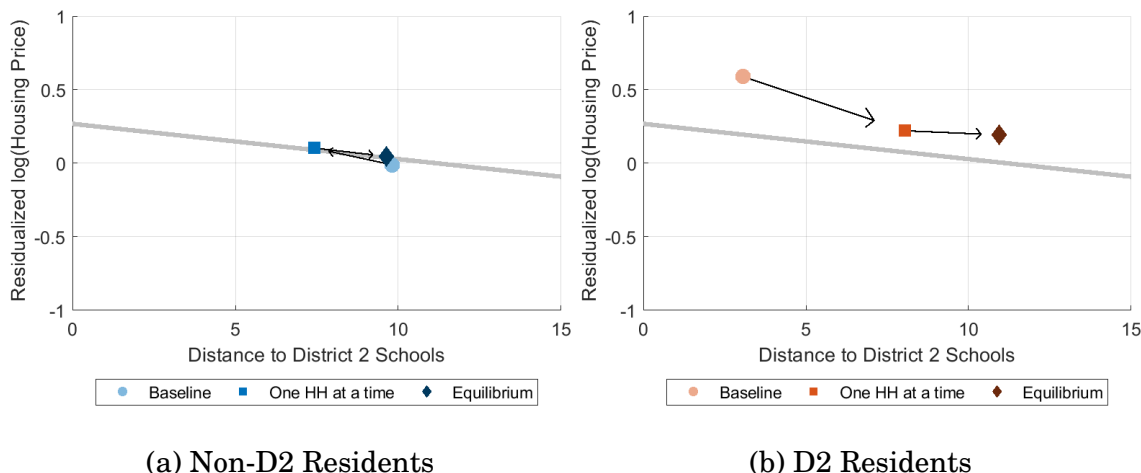 Residualized log(Housing Price)
1
0.5
0
-0.5
-1
0
5
10
15
Distance to District 2 Schools
Baseline
One HH at a time
Equilibrium
(a) Non-D2 Residents
Residualized log(Housing Price)
1
0.5
0
-0.5
-1
0
5
10
15
Distance to District 2 Schools
Baseline
One HH at a time
Equilibrium
(b) D2 Residents